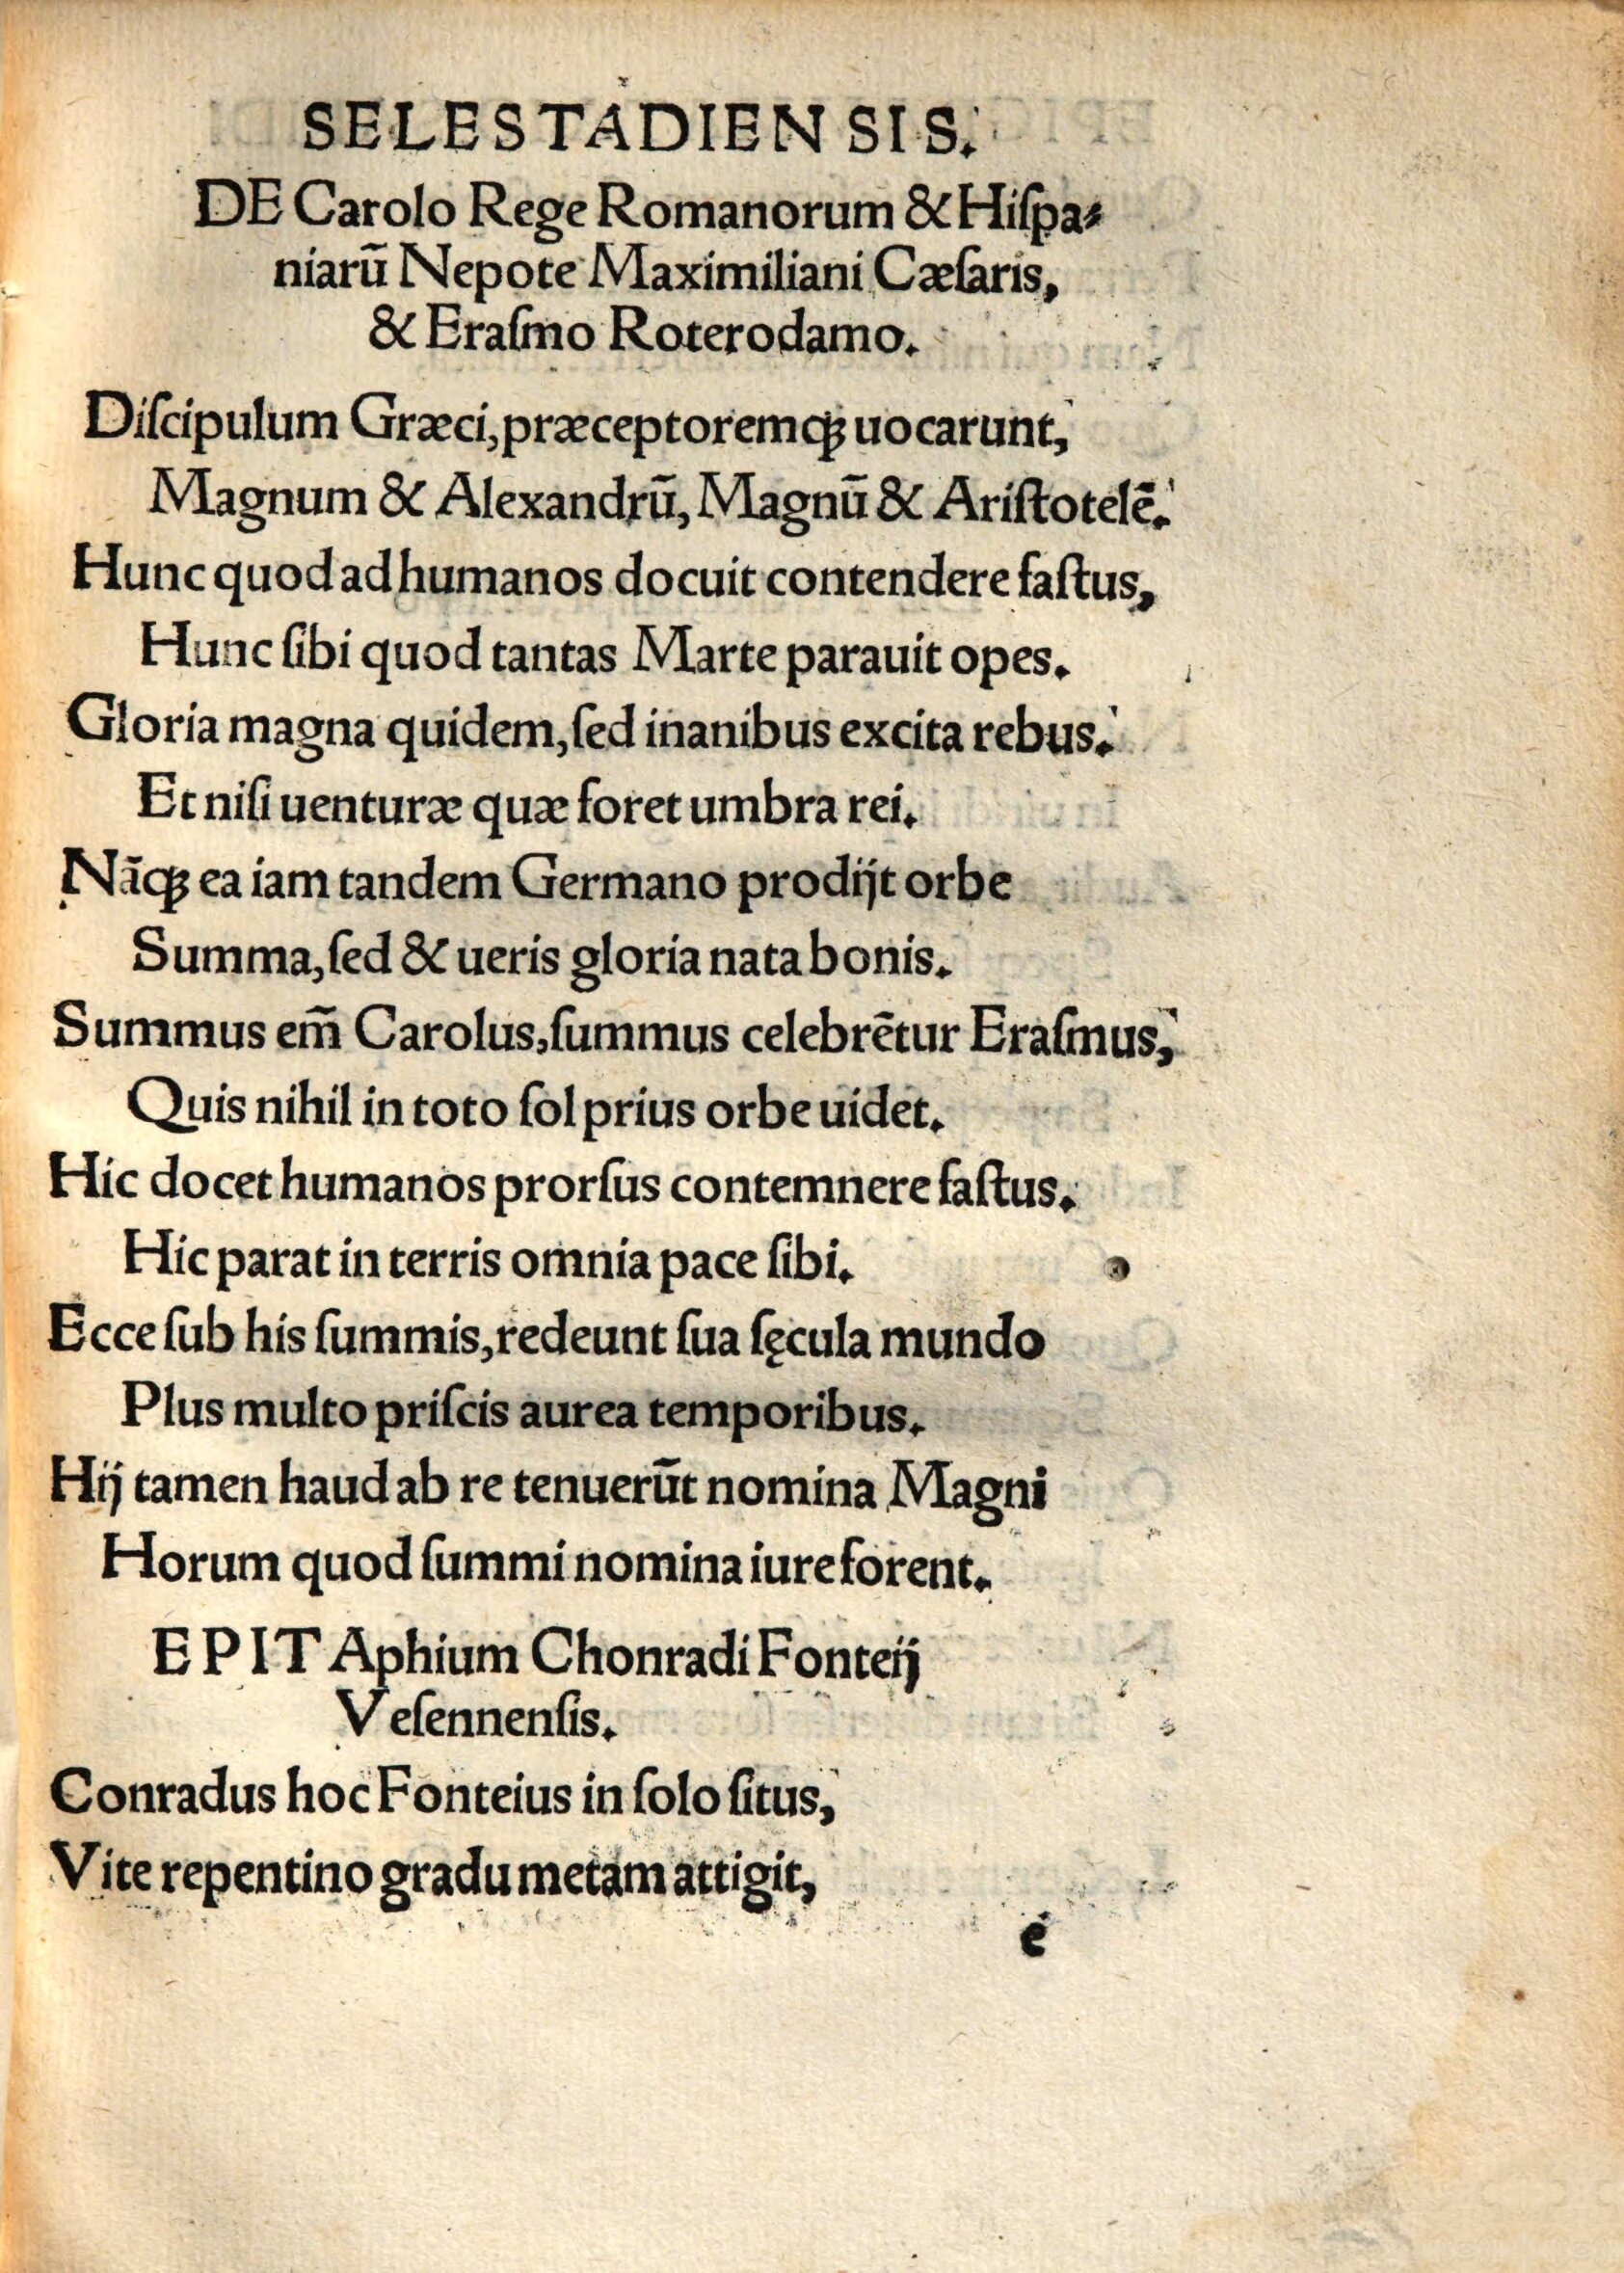 SELESTADIENSIS.
DE Carolo Rege Romanorum & Hiſpa⸗
niarū Nepote Maximiliani Cæſaris,
& Eraſmo Roterodamo.
Diſcipulum Græci, præceptoremq́ꝫ uocarunt,
Magnum & Alexandrū, Magnū & Ariſtotelē.
Hunc quod ad humanos docuit contendere faſtus,
Hunc ſibi quod tantas Marte parauit opes.
Gloria magna quidem, ſed inanibus excita rebus.
Et niſi uenturæ quæ foret umbra rei.
Nāq́ꝫ ea iam tandem Germano prodijt orbe
Summa, ſed & ueris gloria nata bonis.
Summus em̄ Carolus, ſummus celebrētur Eraſmus,
Quis nihil in toto ſol prius orbe uidet.
Hic docet humanos prorſus contemnere faſtus.
Hic parat in terris omnia pace ſibi.
Ecce ſub his ſummis, redeunt ſua ſęcula mundo
Plus multo priſcis aurea temporibus.
Hij tamen haud ab re tenuerūt nomina Magni
Horum quod ſummi nomina iure forent.
EPITAphium Chonradi Fonteij
Veſennenſis.
Conradus hoc Fonteius in ſolo ſitus,
Vite repentino gradu metam attigit,
e